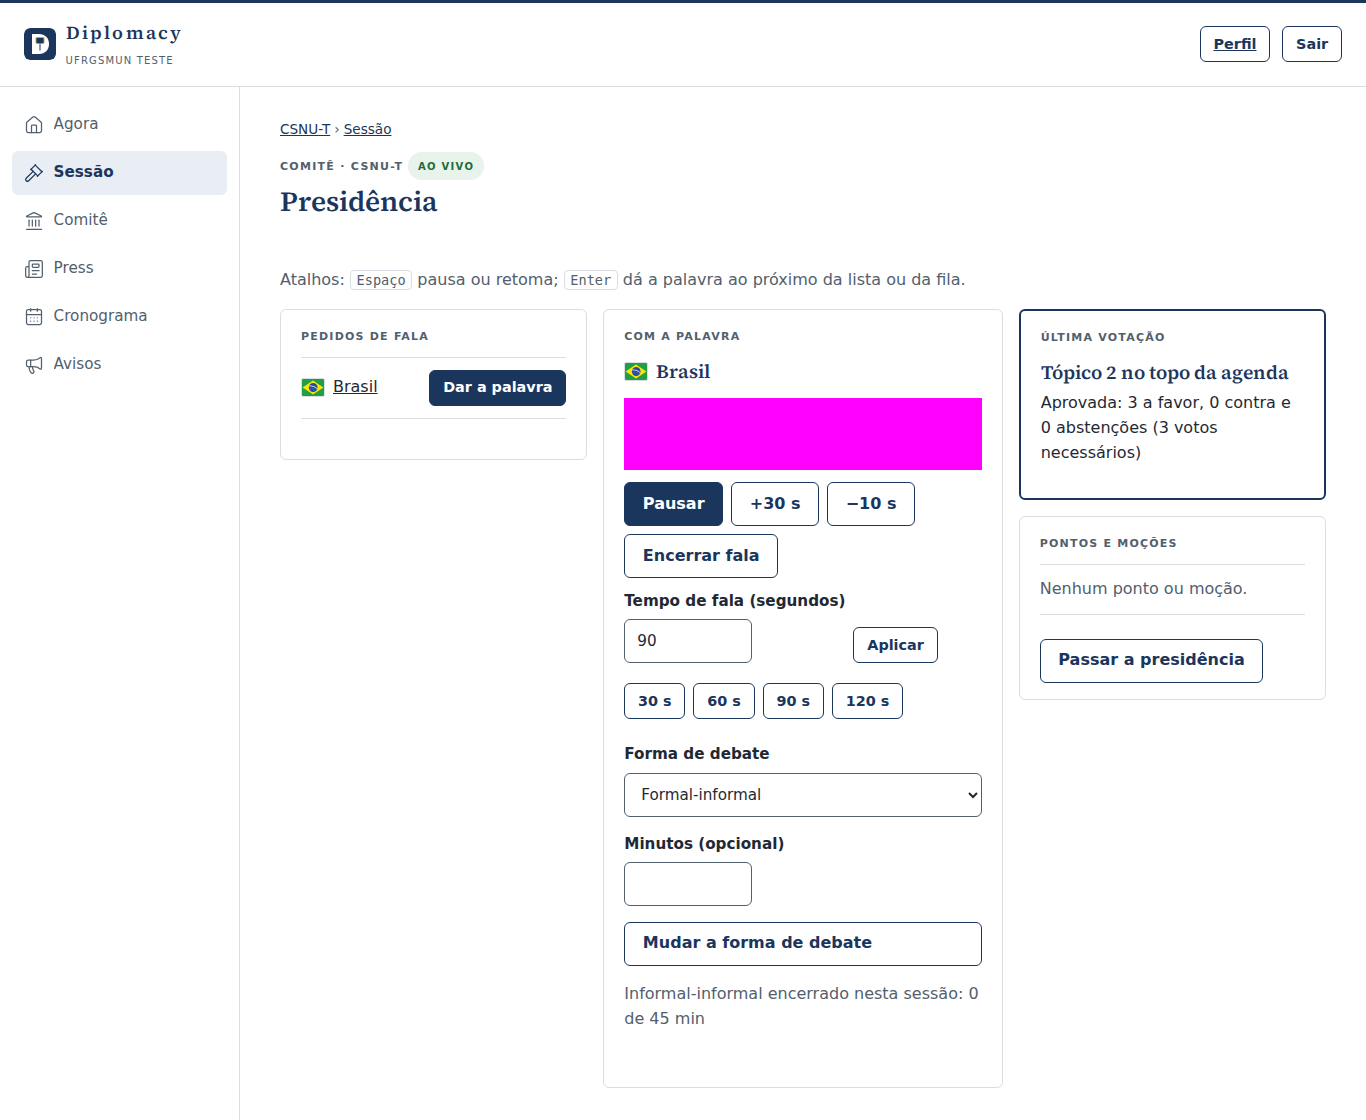 Diplomacy
UFRGSMUN TESTE
Perfil
Sair
Agora
Sessão
Comitê
Press
Cronograma
Avisos
CSNU-T › Sessão
COMITÊ · CSNU-T AO VIVO
Presidência
Atalhos: Espaço pausa ou retoma; Enter dá a palavra ao próximo da lista ou da fila.
PEDIDOS DE FALA
Brasil
Dar a palavra
COM A PALAVRA
Brasil
Pausar
+30 s
−10 s
Encerrar fala
Tempo de fala (segundos)
90
Aplicar
30 s
60 s
90 s
120 s
Forma de debate
Formal-informal
Minutos (opcional)
Mudar a forma de debate
Informal-informal encerrado nesta sessão: 0
de 45 min
ÚLTIMA VOTAÇÃO
Tópico 2 no topo da agenda
Aprovada: 3 a favor, 0 contra e
0 abstenções (3 votos
necessários)
PONTOS E MOÇÕES
Nenhum ponto ou moção.
Passar a presidência